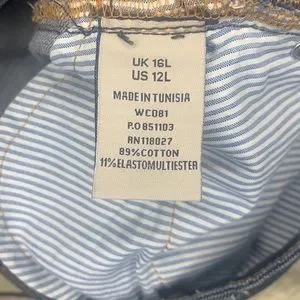 UK 16L
US 12L
MADE IN TUNISIA
WC081
P.O 851103
RN118027
89%COTTON
11%ELASTOMULTIESTER